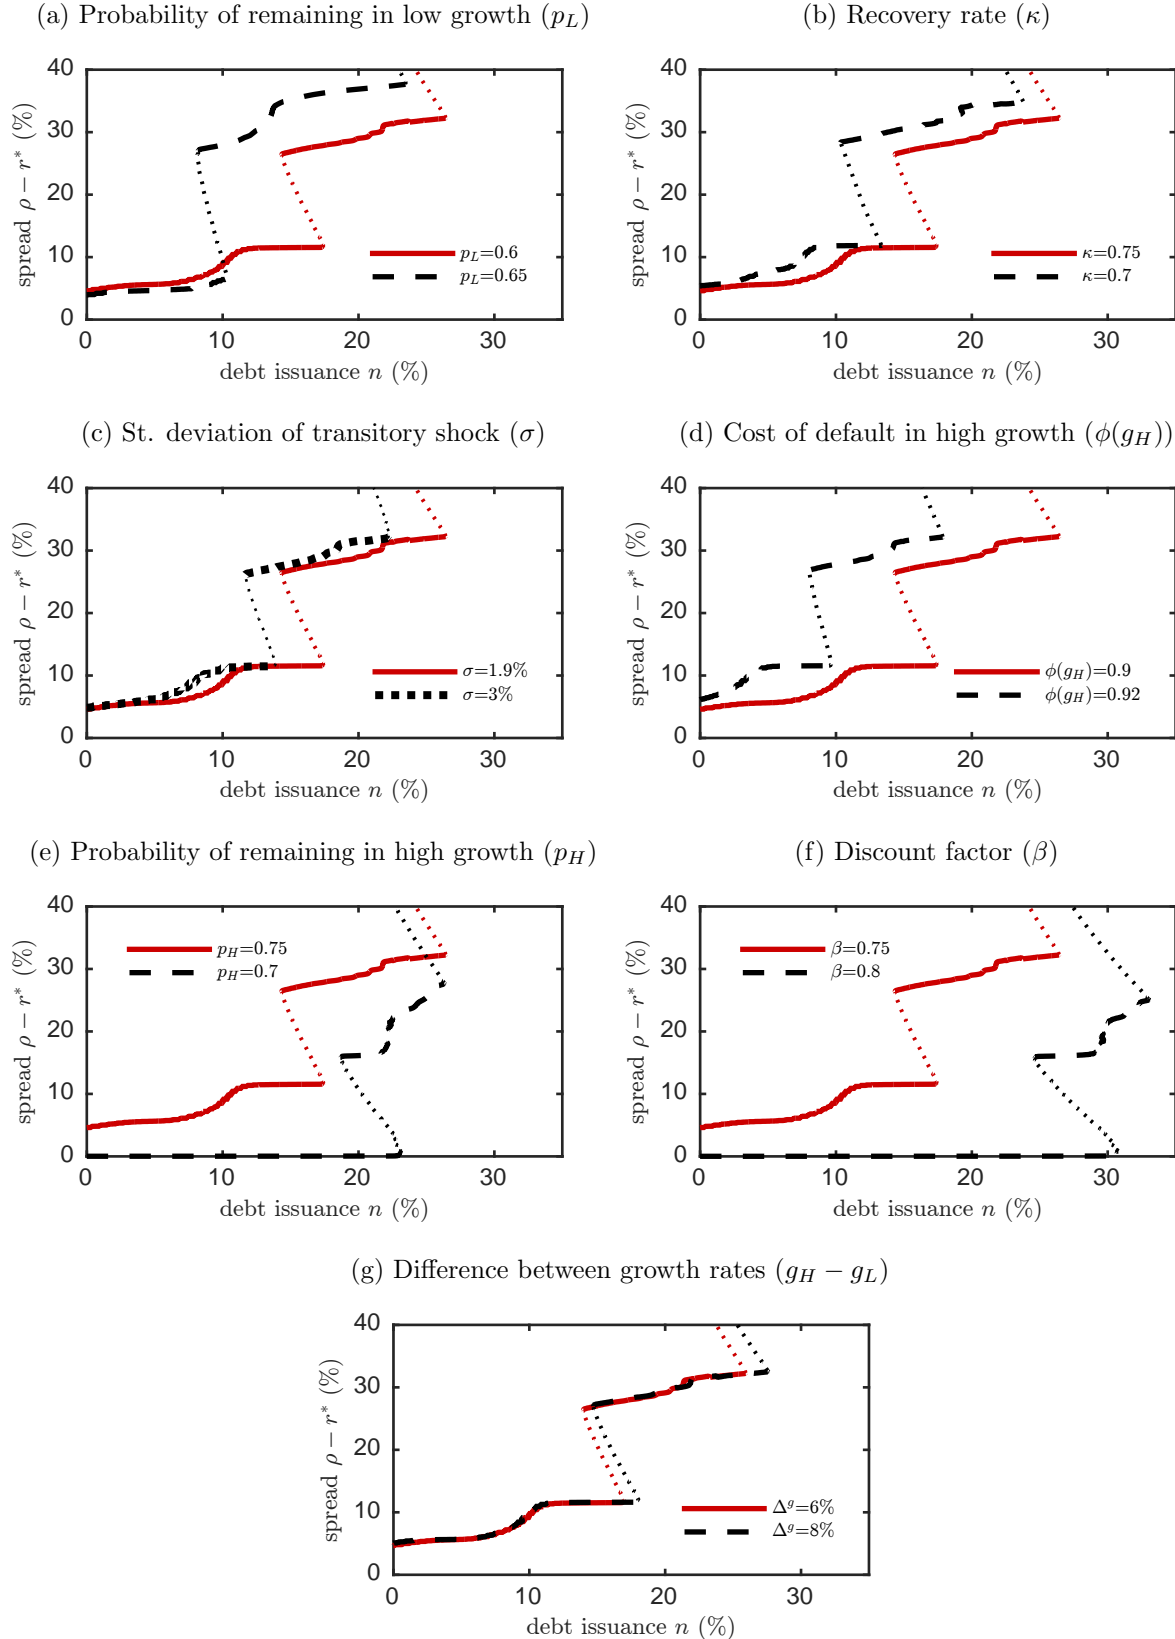 (a) Probability of remaining in low growth (p_L)
(b) Recovery rate (κ)
40
30
20
10
0
spread ρ − r* (%)
p_L=0.6
p_L=0.65
0 10 20 30
debt issuance n (%)
40
30
20
10
0
spread ρ − r* (%)
κ=0.75
κ=0.7
0 10 20 30
debt issuance n (%)
(c) St. deviation of transitory shock (σ)
(d) Cost of default in high growth (φ(g_H))
40
30
20
10
0
spread ρ − r* (%)
σ=1.9%
σ=3%
0 10 20 30
debt issuance n (%)
40
30
20
10
0
spread ρ − r* (%)
ϕ(g_H)=0.9
ϕ(g_H)=0.92
0 10 20 30
debt issuance n (%)
(e) Probability of remaining in high growth (p_H)
(f) Discount factor (β)
40
30
20
10
0
spread ρ − r* (%)
p_H=0.75
p_H=0.7
0 10 20 30
debt issuance n (%)
40
30
20
10
0
spread ρ − r* (%)
β=0.75
β=0.8
0 10 20 30
debt issuance n (%)
(g) Difference between growth rates (g_H − g_L)
40
30
20
10
0
spread ρ − r* (%)
Δ^g=6%
Δ^g=8%
0 10 20 30
debt issuance n (%)